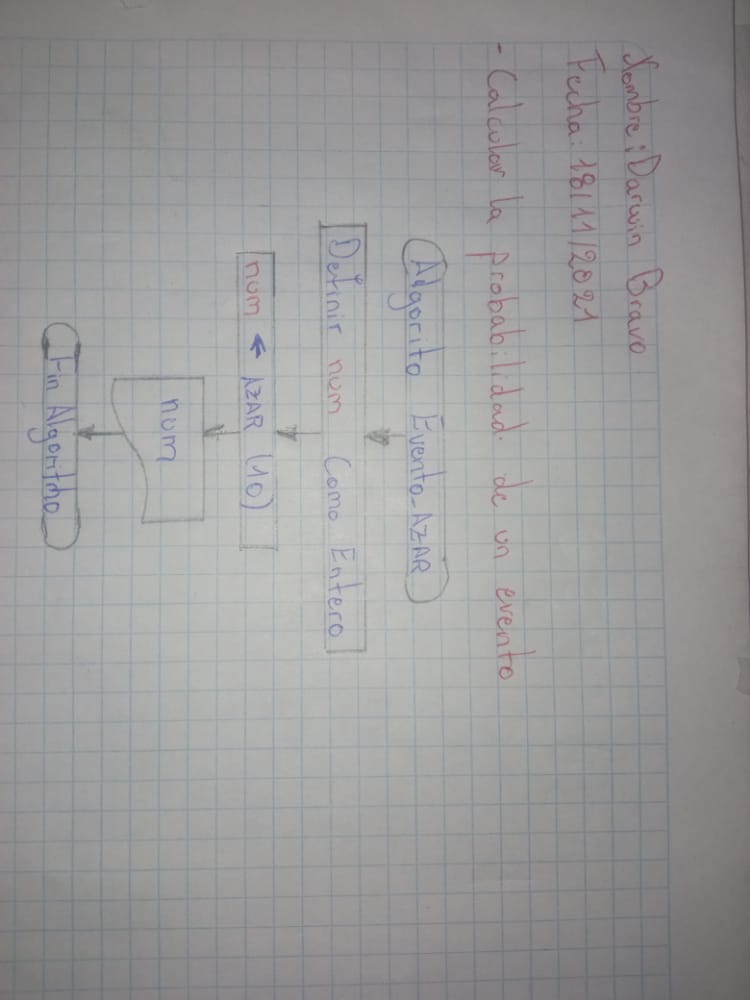 Nombre: Darwin Bravo
Fecha: 18/11/2021
- Calcular la probabilidad de un evento
Algorito Evento_AZAR
Definir num Como Entero
num ← AZAR (10)
num
Fin Algoritmo